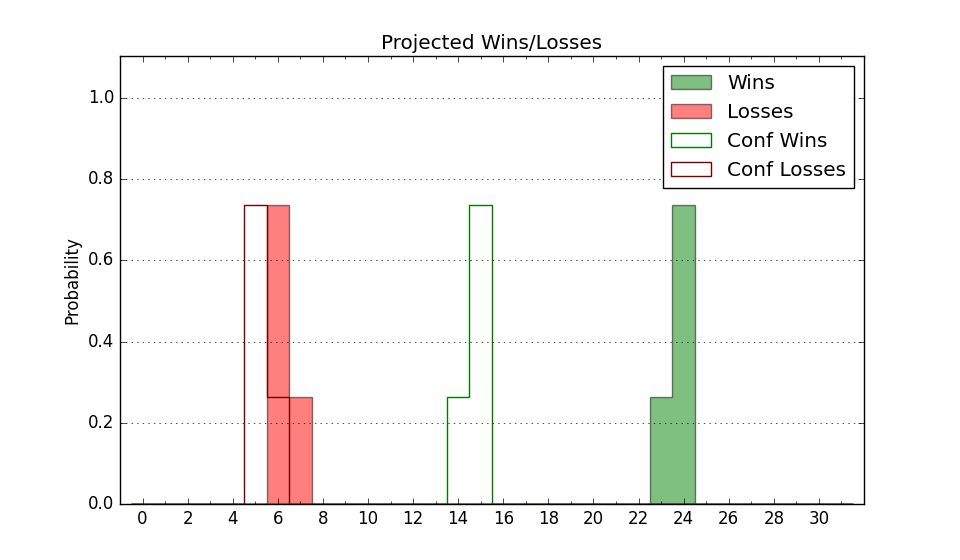 Projected Wins/Losses
Wins
Losses
Conf Wins
Conf Losses
Probability
1.0
0.8
0.6
0.4
0.2
0.0
0 2 4 6 8 10 12 14 16 18 20 22 24 26 28 30